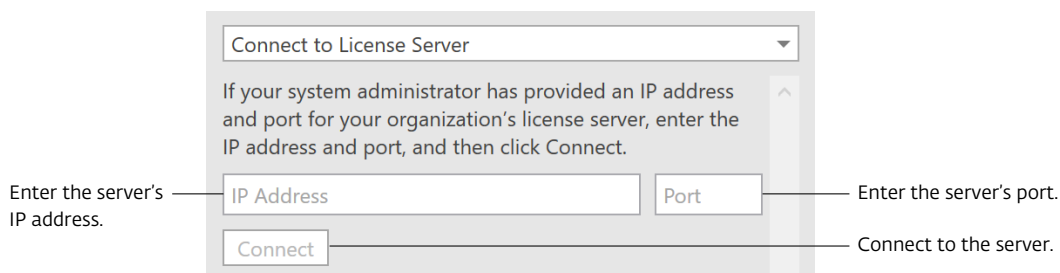 Connect to License Server
If your system administrator has provided an IP address
and port for your organization’s license server, enter the
IP address and port, and then click Connect.
Enter the server’s
IP address.
IP Address
Port
Enter the server’s port.
Connect
Connect to the server.